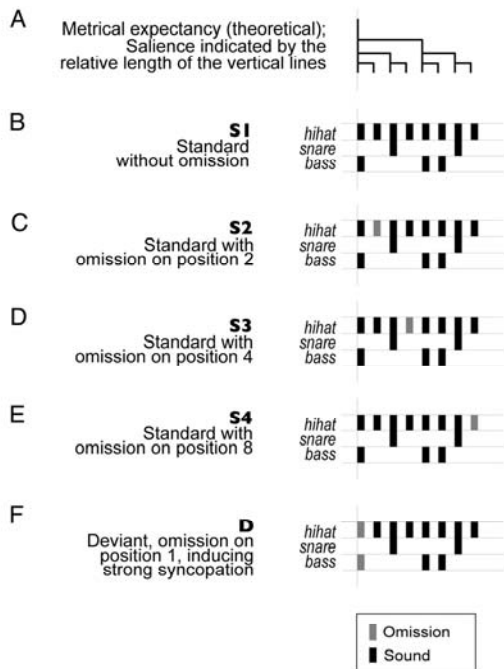 A
Metrical expectancy (theoretical);
Salience indicated by the
relative length of the vertical lines
B
S1
Standard
without omission
hihat
snare
bass
C
S2
Standard with
omission on position 2
hihat
snare
bass
D
S3
Standard with
omission on position 4
hihat
snare
bass
E
S4
Standard with
omission on position 8
hihat
snare
bass
F
D
Deviant, omission on
position 1, inducing
strong syncopation
hihat
snare
bass
Omission
Sound